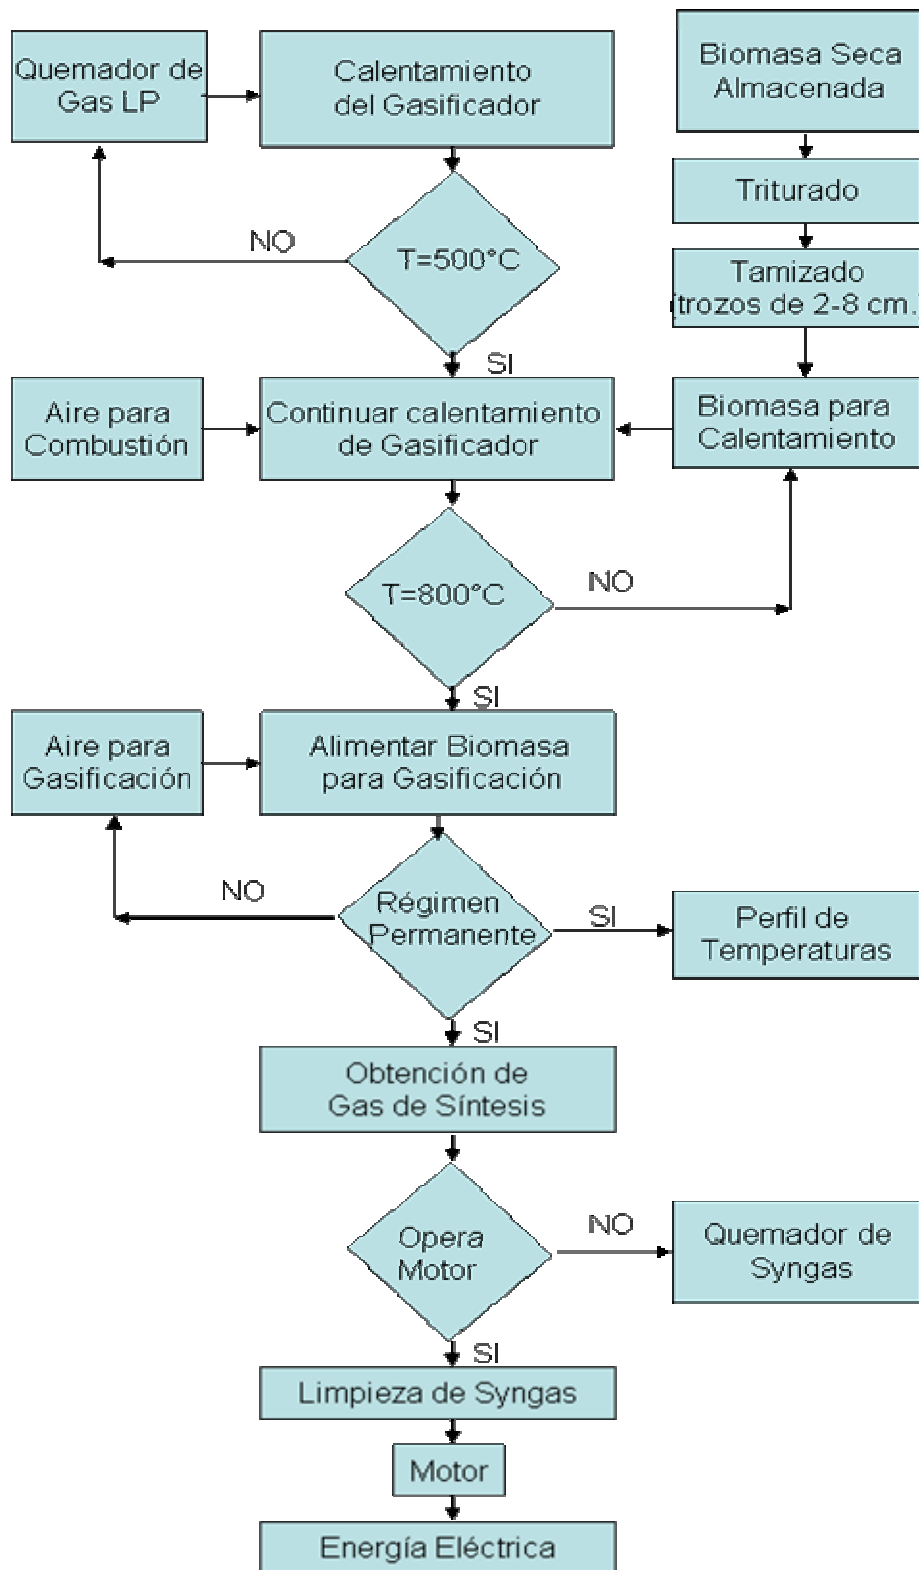 Quemador de
Gas LP
Calentamiento
del Gasificador
Biomasa Seca
Almacenada
Triturado
NO
T=500°C
Tamizado
(trozos de 2-8 cm.
SI
Aire para
Combustión
Continuar calentamiento
de Gasificador
Biomasa para
Calentamiento
T=800°C
NO
SI
Aire para
Gasificación
Alimentar Biomasa
para Gasificación
NO
Régimen
Permanente
SI
Perfil de
Temperaturas
SI
Obtención de
Gas de Síntesis
Opera
Motor
NO
Quemador de
Syngas
SI
Limpieza de Syngas
Motor
Energía Eléctrica